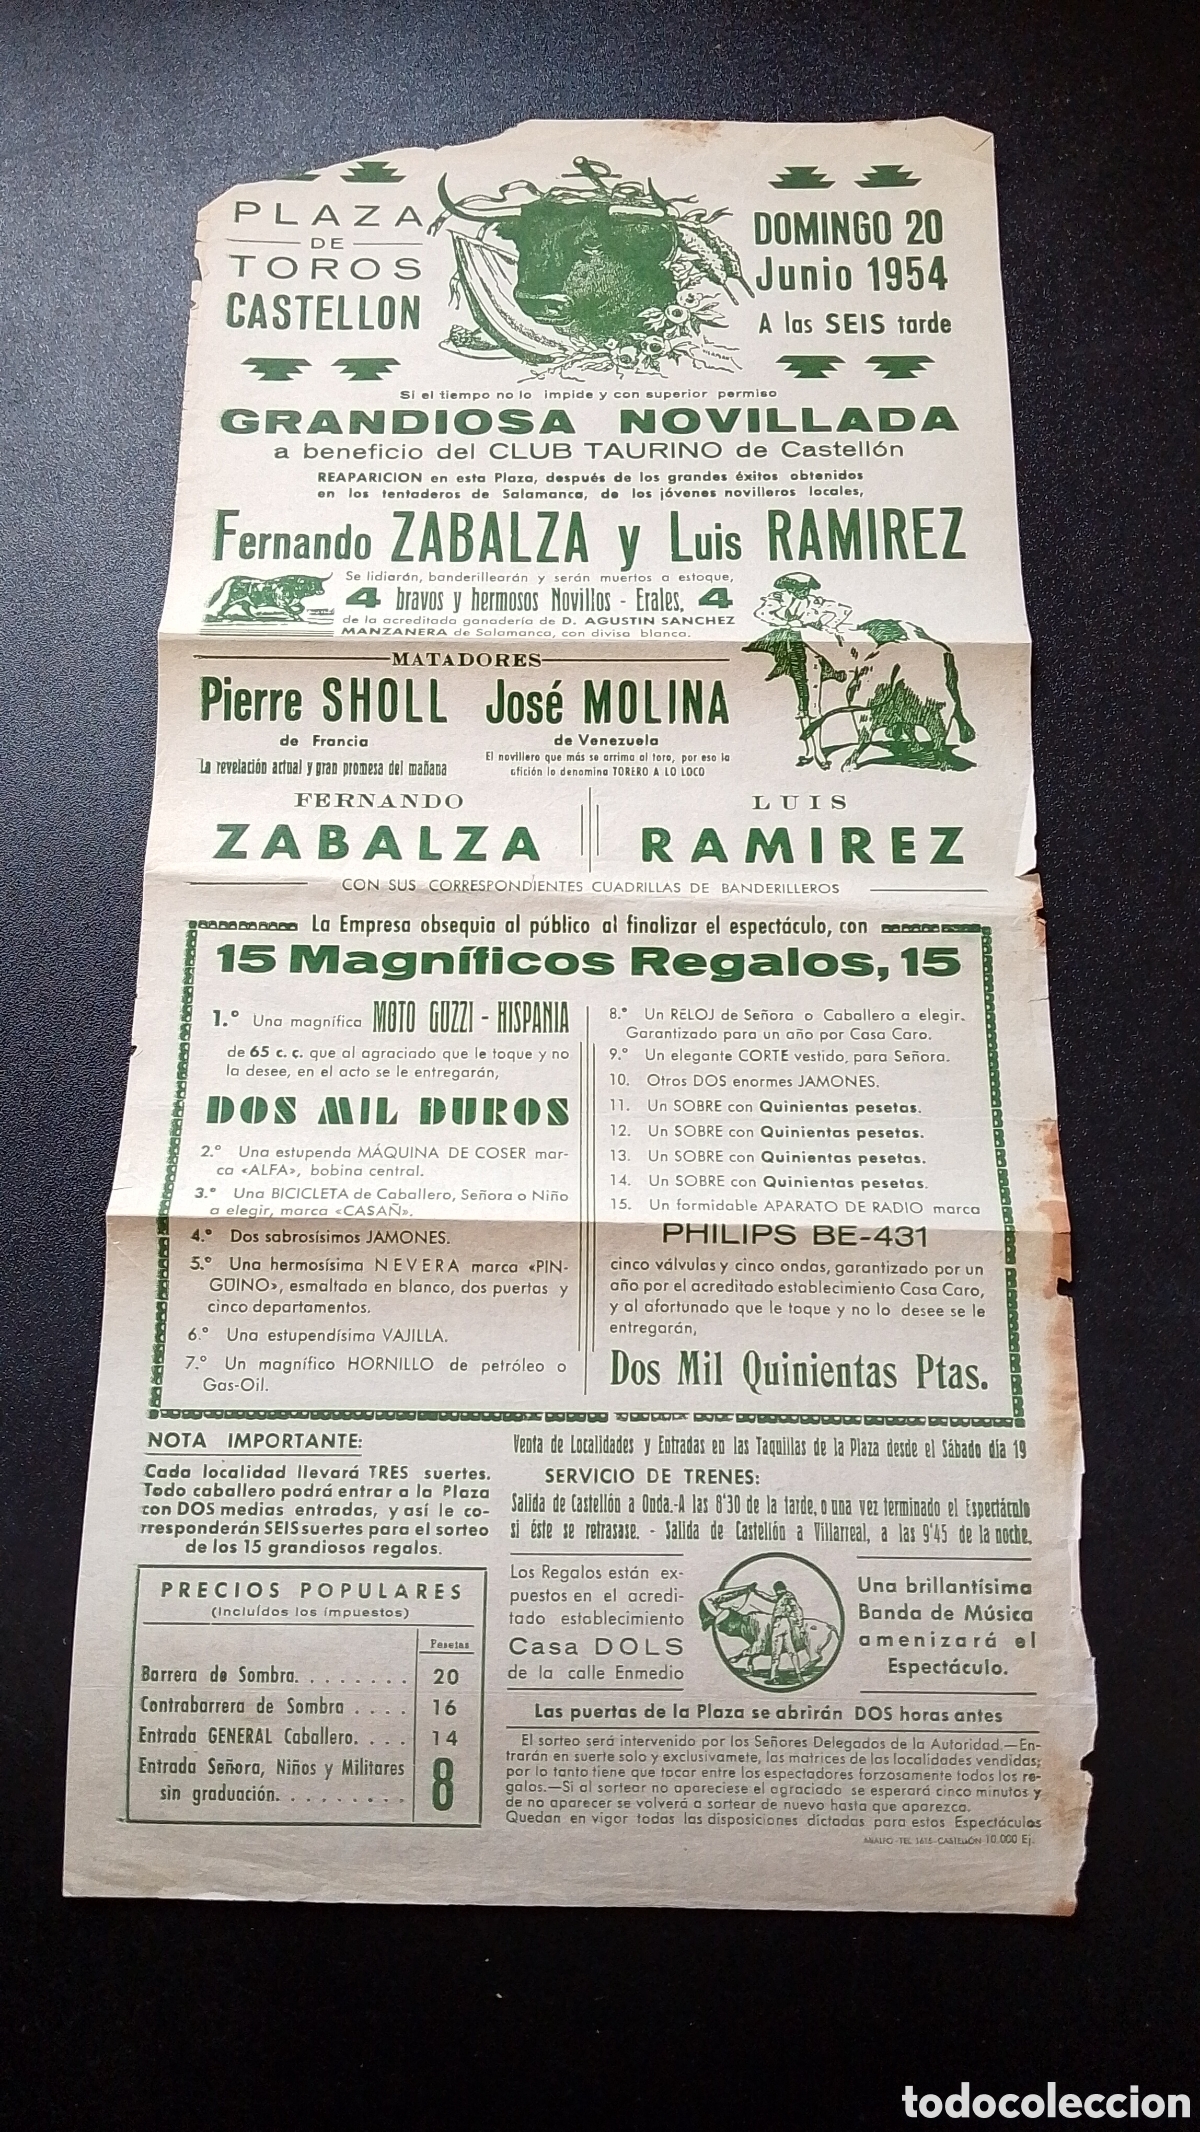 PLAZA
DE
TOROS
CASTELLON
DOMINGO 20
Junio 1954
A las SEIS tarde
Si el tiempo no lo impide y con superior permiso
GRANDIOSA NOVILLADA
a beneficio del CLUB TAURINO de Castellón
REAPARICION en esta Plaza, después de los grandes éxitos obtenidos
en los tentaderos de Salamanca, de los jóvenes novilleros locales,
Fernando ZABALZA y Luis RAMIREZ
Se lidiarán, banderillearán y serán muertos a estoque,
4 bravos y hermosos Novillos - Erales, 4
de la acreditada ganadería de D. AGUSTIN SANCHEZ
MANZANERA de Salamanca, con divisa blanca.
MATADORES
Pierre SHOLL
de Francia
La revelación actual y gran promesa del mañana
José MOLINA
de Venezuela
El novillero que más se arrima al toro, por eso la
afición lo denomina TORERO A LO LOCO
FERNANDO
ZABALZA
LUIS
RAMIREZ
CON SUS CORRESPONDIENTES CUADRILLAS DE BANDERILLEROS
La Empresa obsequia al público al finalizar el espectáculo, con
15 Magníficos Regalos, 15
1.º Una magnífica MOTO GUZZI - HISPANIA
de 65 c. c. que al agraciado que le toque y no
la desee, en el acto se le entregarán,
DOS MIL DUROS
2.º Una estupenda MÁQUINA DE COSER mar-
ca «ALFA», bobina central.
3.º Una BICICLETA de Caballero, Señora o Niño
a elegir, marca «CASAÑ».
4.º Dos sabrosísimos JAMONES.
5.º Una hermosísima NEVERA marca «PIN-
GÜINO», esmaltada en blanco, dos puertas y
cinco departamentos.
6.º Una estupendísima VAJILLA.
7.º Un magnífico HORNILLO de petróleo o
Gas-Oil.
8.º Un RELOJ de Señora o Caballero a elegir.
Garantizado para un año por Casa Caro.
9.º Un elegante CORTE vestido, para Señora.
10. Otros DOS enormes JAMONES.
11. Un SOBRE con Quinientas pesetas.
12. Un SOBRE con Quinientas pesetas.
13. Un SOBRE con Quinientas pesetas.
14. Un SOBRE con Quinientas pesetas.
15. Un formidable APARATO DE RADIO marca
PHILIPS BE-431
cinco válvulas y cinco ondas, garantizado por un
año por el acreditado establecimiento Casa Caro,
y al afortunado que le toque y no lo desee se le
entregarán,
Dos Mil Quinientas Ptas.
NOTA IMPORTANTE:
Cada localidad llevará TRES suertes.
Todo caballero podrá entrar a la Plaza
con DOS medias entradas, y así le co-
rresponderán SEIS suertes para el sorteo
de los 15 grandiosos regalos.
PRECIOS POPULARES
(Incluídos los impuestos)
Pesetas
Barrera de Sombra. . . . . . . . 20
Contrabarrera de Sombra . . . . 16
Entrada GENERAL Caballero. . . . 14
Entrada Señora, Niños y Militares
sin graduación. . . . . . . . . 8
Venta de Localidades y Entradas en las Taquillas de la Plaza desde el Sábado día 19
SERVICIO DE TRENES:
Salida de Castellón a Onda.-A las 8'30 de la tarde, o una vez terminado el Espectáculo
si éste se retrasase. - Salida de Castellón a Villarreal, a las 9'45 de la noche.
Los Regalos están ex-
puestos en el acredi-
tado establecimiento
Casa DOLS
de la calle Enmedio
Una brillantísima
Banda de Música
amenizará el
Espectáculo.
Las puertas de la Plaza se abrirán DOS horas antes
El sorteo será intervenido por los Señores Delegados de la Autoridad.—En-
trarán en suerte solo y exclusivamete, las matrices de las localidades vendidas;
por lo tanto tiene que tocar entre los espectadores forzosamente todos los re-
galos.—Si al sortear no apareciese el agraciado se esperará cinco minutos y
de no aparecer se volverá a sortear de nuevo hasta que aparezca.
Quedan en vigor todas las disposiciones dictadas para estos Espectáculos
MIALFO - TEL. 1616 - CASTELLÓN 10.000 Ej.
todocoleccion